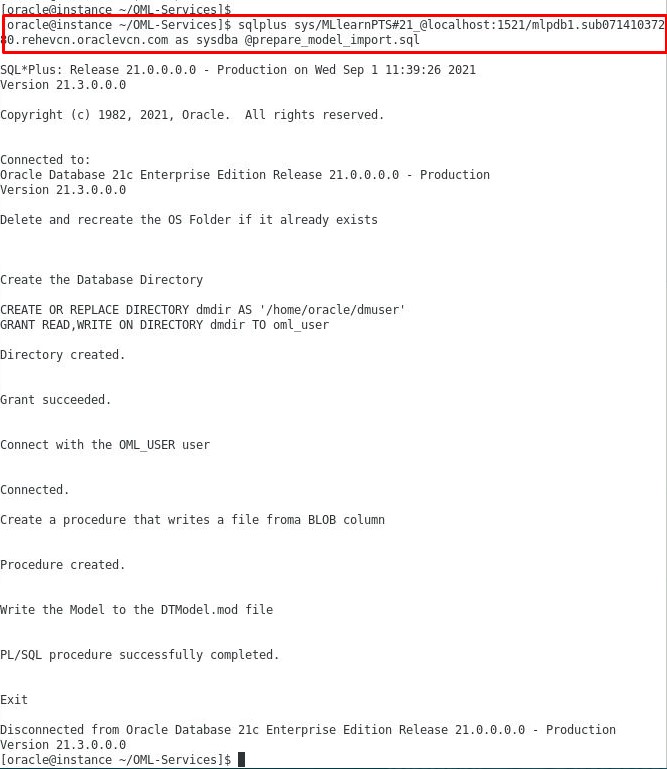 [oracle@instance ~/OML-Services]$
[oracle@instance ~/OML-Services]$ sqlplus sys/MLlearnPTS#21_@localhost:1521/mlpdb1.sub071410372
80.rehevcn.oraclevcn.com as sysdba @prepare_model_import.sql
SQL*Plus: Release 21.0.0.0.0 - Production on Wed Sep 1 11:39:26 2021
Version 21.3.0.0.0
Copyright (c) 1982, 2021, Oracle.  All rights reserved.
Connected to:
Oracle Database 21c Enterprise Edition Release 21.0.0.0.0 - Production
Version 21.3.0.0.0
Delete and recreate the OS Folder if it already exists
Create the Database Directory
CREATE OR REPLACE DIRECTORY dmdir AS '/home/oracle/dmuser'
GRANT READ,WRITE ON DIRECTORY dmdir TO oml_user
Directory created.
Grant succeeded.
Connect with the OML_USER user
Connected.
Create a procedure that writes a file froma BLOB column
Procedure created.
Write the Model to the DTModel.mod file
PL/SQL procedure successfully completed.
Exit
Disconnected from Oracle Database 21c Enterprise Edition Release 21.0.0.0.0 - Production
Version 21.3.0.0.0
[oracle@instance ~/OML-Services]$